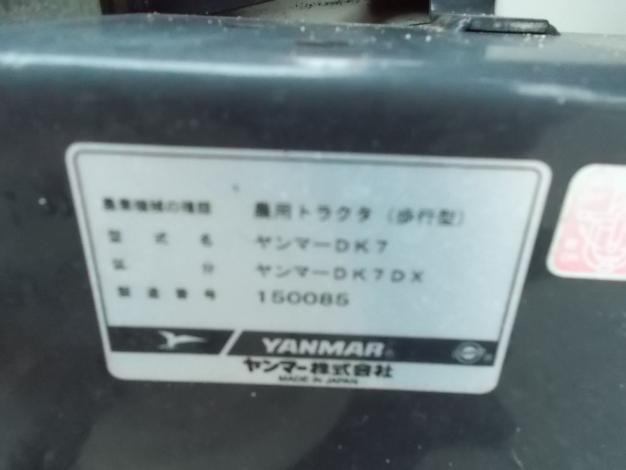 農業機械の種類 農用トラクタ（歩行型）
型式名 ヤンマーDK7
区分 ヤンマーDK7DX
製造番号 150085
YANMAR
ヤンマー株式会社
MADE IN JAPAN